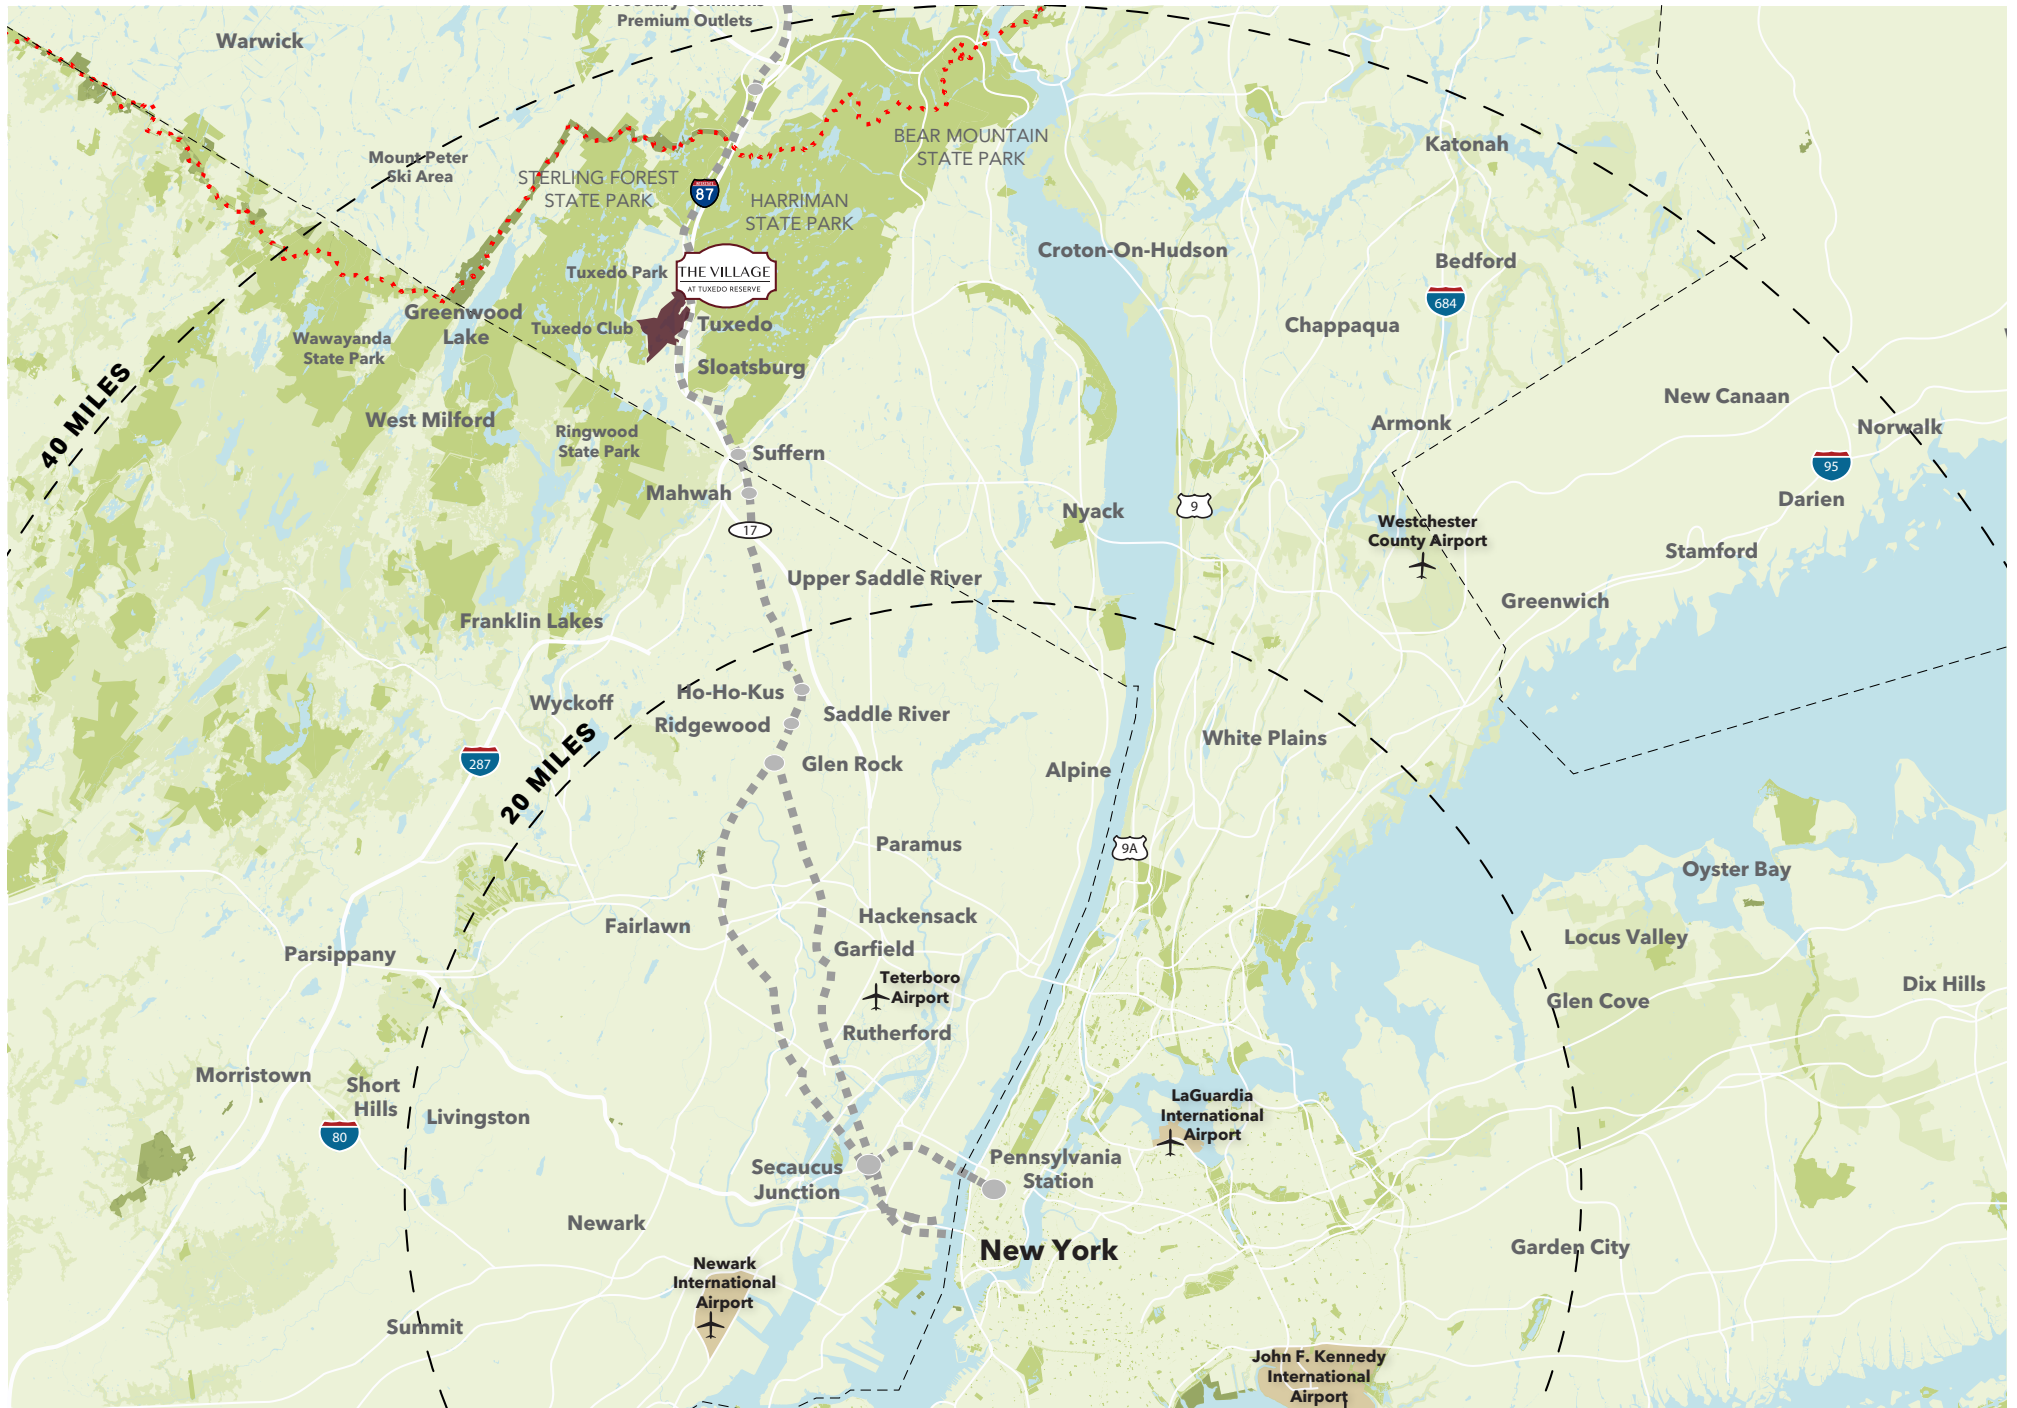 Premium Outlets
Warwick
BEAR MOUNTAIN
STATE PARK
Katonah
Mount Peter
Ski Area
STERLING FOREST
STATE PARK
87
HARRIMAN
STATE PARK
Croton-On-Hudson
Bedford
Tuxedo Park
THE VILLAGE
AT TUXEDO RESERVE
684
Greenwood
Lake
Tuxedo Club
Tuxedo
Chappaqua
Wawayanda
State Park
Sloatsburg
40 MILES
New Canaan
West Milford
Ringwood
State Park
Armonk
Norwalk
Suffern
95
Mahwah
Darien
9
Nyack
17
Westchester
County Airport
Stamford
Upper Saddle River
Greenwich
Franklin Lakes
Ho-Ho-Kus
Wyckoff
Ridgewood
Saddle River
20 MILES
White Plains
287
Glen Rock
Alpine
Paramus
9A
Oyster Bay
Hackensack
Fairlawn
Garfield
Locus Valley
Parsippany
Teterboro
Airport
Dix Hills
Glen Cove
Rutherford
Morristown
Short
Hills
Livingston
80
LaGuardia
International
Airport
Secaucus
Junction
Pennsylvania
Station
Newark
New York
Garden City
Newark
International
Airport
Summit
John F. Kennedy
International
Airport